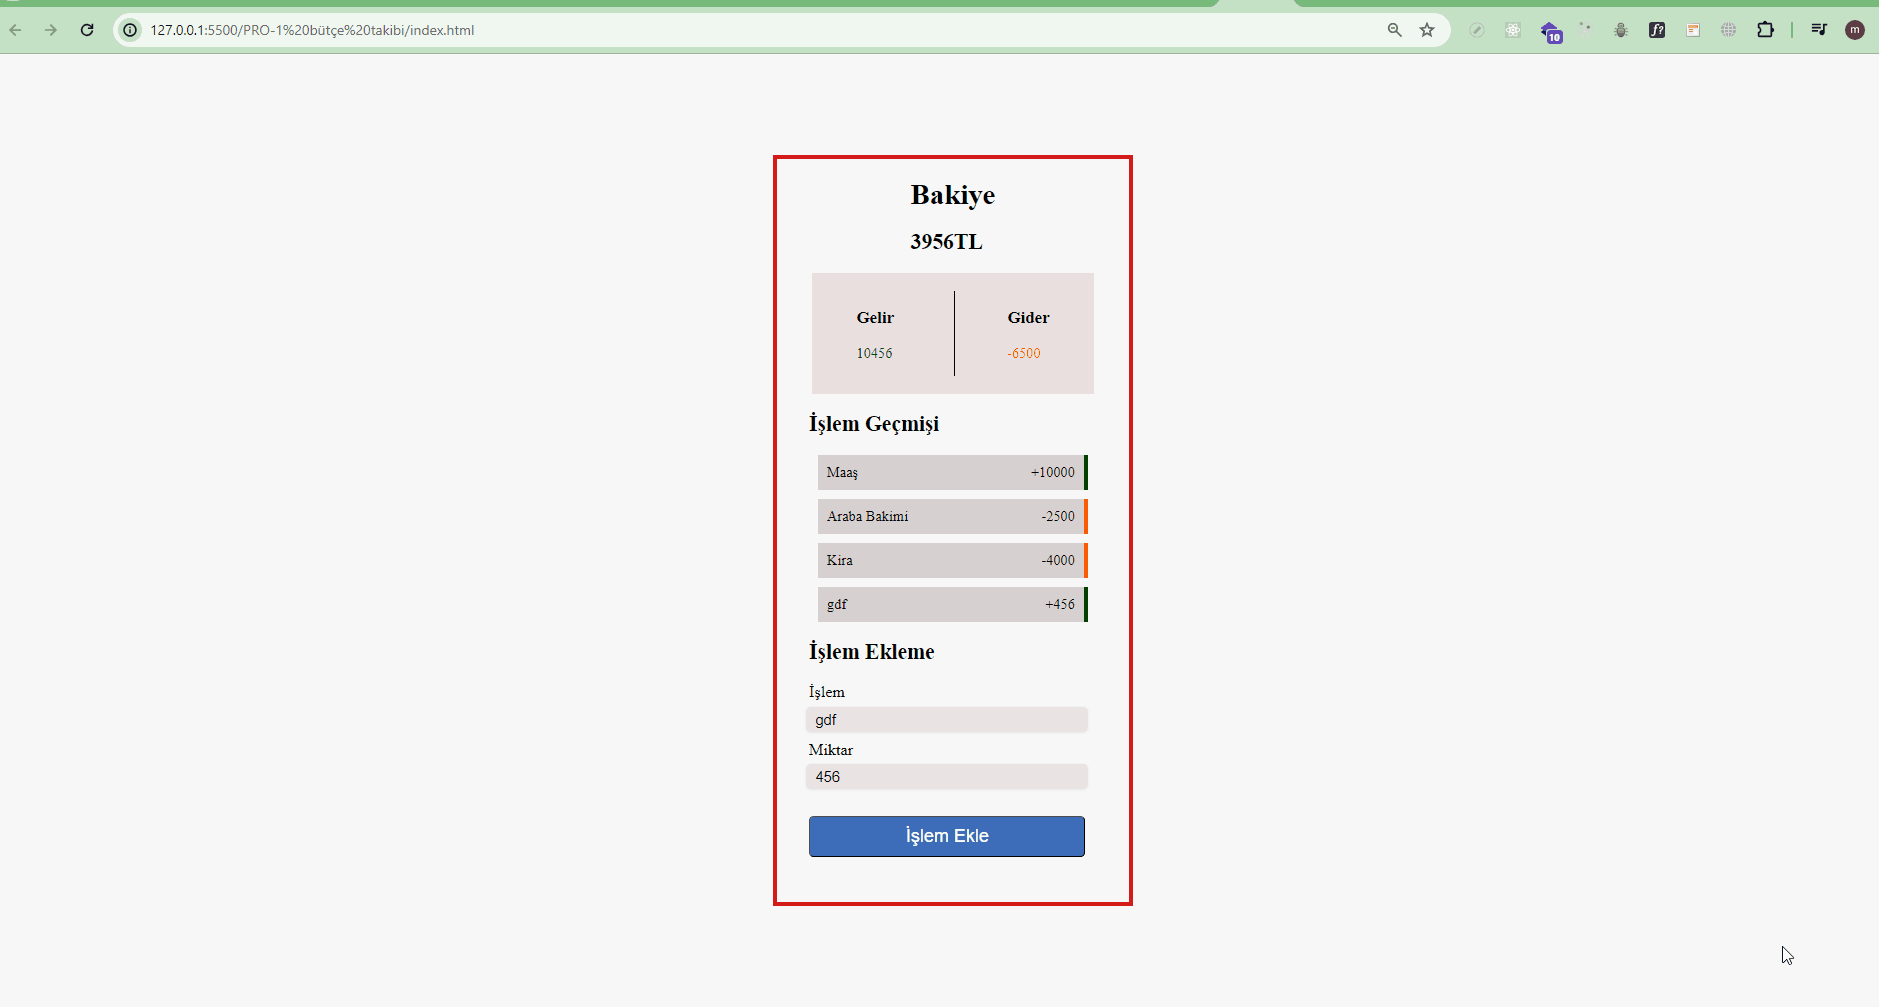 127.0.0.1:5500/PRO-1%20bütçe%20takibi/index.html
10
f?
m
Bakiye
3956TL
Gelir Gider
10456 -6500
İşlem Geçmişi
Maaş +10000
Araba Bakimi -2500
Kira -4000
gdf +456
İşlem Ekleme
İşlem
gdf
Miktar
456
İşlem Ekle